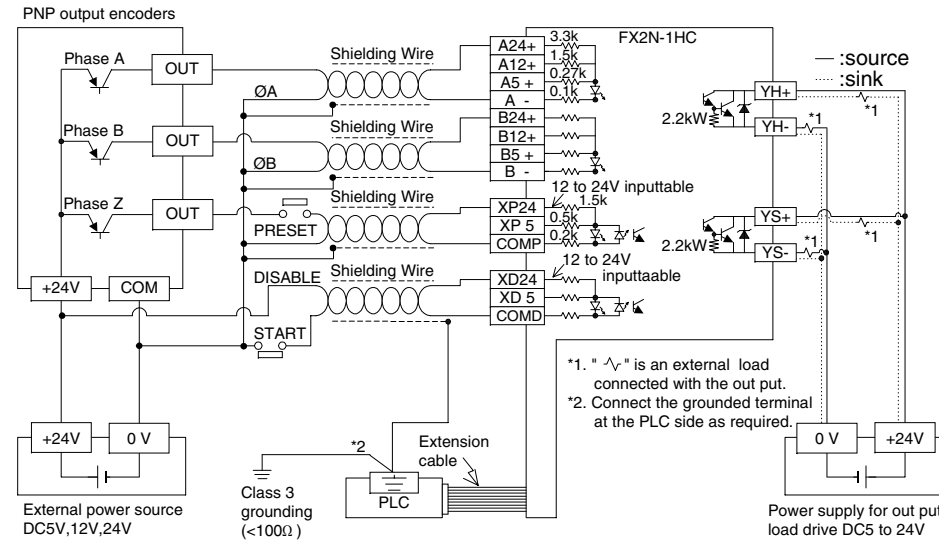 PNP output encoders
Phase A
OUT
Shielding Wire
ØA
Phase B
OUT
ØB
Phase Z
OUT
Shielding Wire
PRESET
+24V
COM
DISABLE
Shielding Wire
START
A24+
3.3k
A12+
1.5k
A5 +
0.27k
A -
0.1k
B24+
B12+
B5 +
B -
12 to 24V inputtable
XP24
1.5k
XP 5
0.5k
COMP
0.2k
12 to 24V
inputtaable
XD24
XD 5
COMD
FX2N-1HC
2.2kW
YH+
YH-
*1
*1
2.2kW
YS+
YS-
*1
*1
:source
:sink
*1. " " is an external load
connected with the out put.
*2. Connect the grounded terminal
at the PLC side as required.
+24V
0 V
External power source
DC5V,12V,24V
*2
Class 3
grounding
(<100Ω )
PLC
Extension
cable
0 V
+24V
Power supply for out put
load drive DC5 to 24V